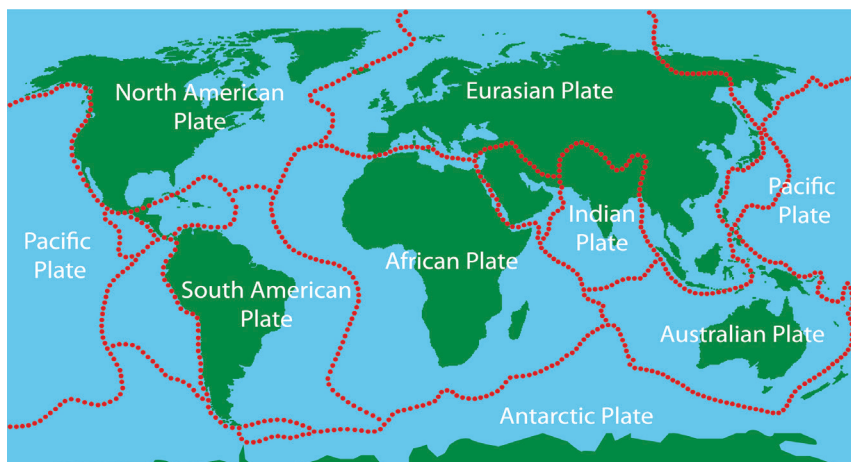 North American
Plate
Eurasian Plate
Pacific
Plate
Indian
Plate
Pacific
Plate
African Plate
South American
Plate
Australian Plate
Antarctic Plate